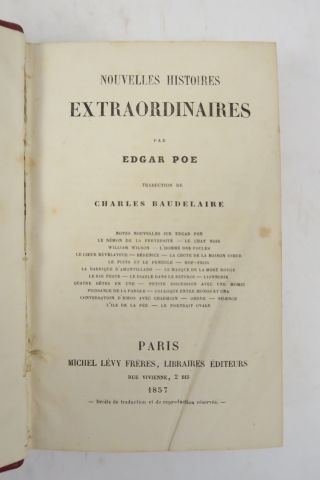 NOUVELLES HISTOIRES
EXTRAORDINAIRES
PAR
EDGAR POE
TRADUCTION DE
CHARLES BAUDELAIRE
NOTES NOUVELLES SUR EDGAR POE
LE DÉMON DE LA PERVERSITÉ — LE CHAT NOIR
WILLIAM WILSON — L'HOMME DES FOULES
LE CŒUR RÉVÉLATEUR — BÉRÉNICE — LA CHUTE DE LA MAISON USHER
LE PUITS ET LE PENDULE — HOP-FROG
LA BARRIQUE D'AMONTILLADO — LE MASQUE DE LA MORT ROUGE
LE ROI PESTE — LE DIABLE DANS LE BEFFROI — LIONNERIE
QUATRE BÊTES EN UNE — PETITE DISCUSSION AVEC UNE MOMIE
PUISSANCE DE LA PAROLE — COLLOQUE ENTRE MONOS ET UNA
CONVERSATION D'EIROS AVEC CHARMION — OMBRE — SILENCE
L'ÎLE DE LA FÉE — LE PORTRAIT OVALE
PARIS
MICHEL LÉVY FRÈRES, LIBRAIRES ÉDITEURS
RUE VIVIENNE, 2 BIS
1857
— Droits de traduction et de reproduction réservés. —